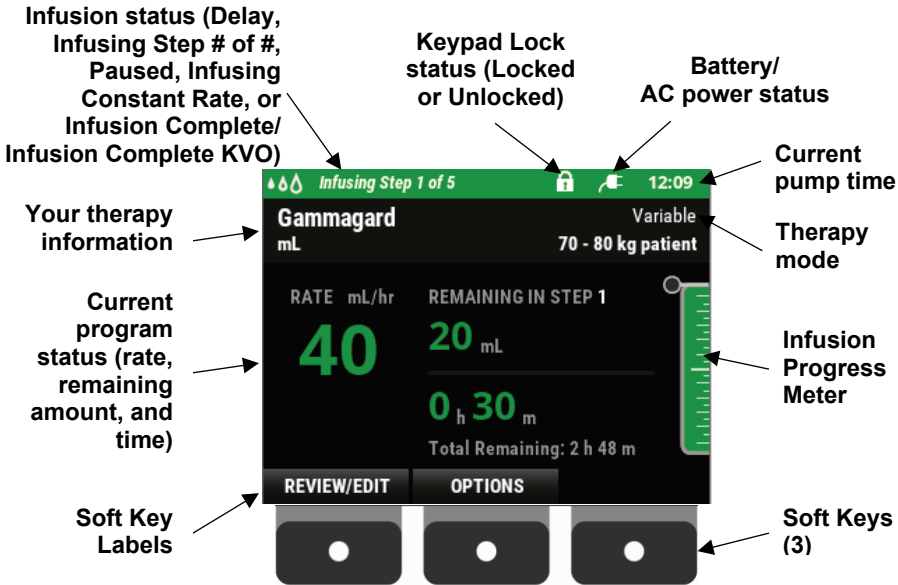 Infusion status (Delay,
Infusing Step # of #,
Paused, Infusing
Constant Rate, or
Infusion Complete/
Infusion Complete KVO)
Keypad Lock
status (Locked
or Unlocked)
Battery/
AC power status
Current
pump time
Your therapy
information
Therapy
mode
Current
program
status (rate,
remaining
amount, and
time)
Infusion
Progress
Meter
Soft Key
Labels
Soft Keys
(3)
Infusing Step 1 of 5
12:09
Gammagard
Variable
mL
70 - 80 kg patient
RATE mL/hr
REMAINING IN STEP 1
40
20 mL
0 h 30 m
Total Remaining: 2 h 48 m
REVIEW/EDIT
OPTIONS